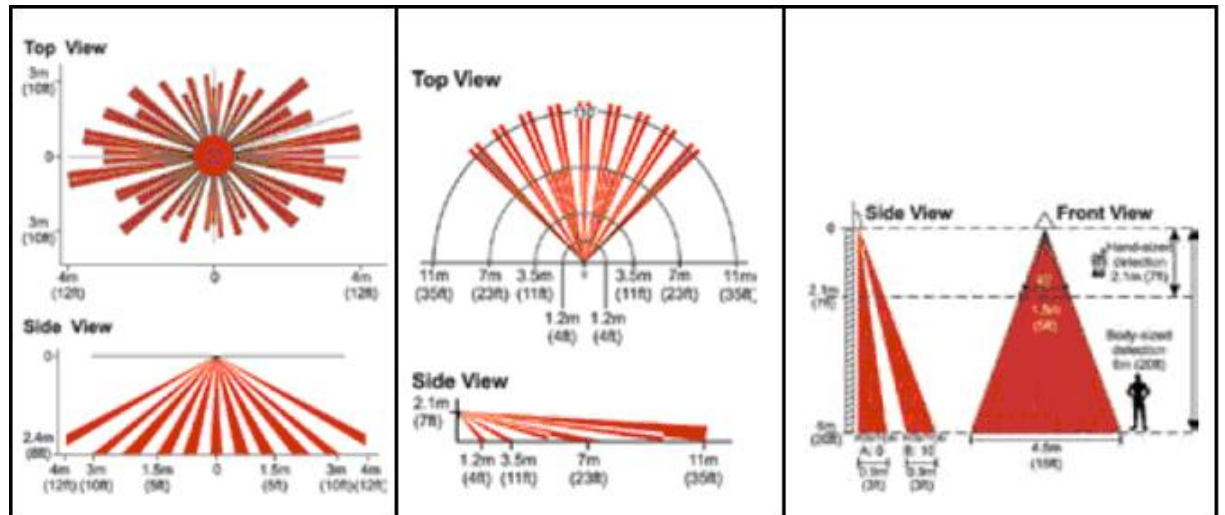 Top View
3m
(10ft)
0
3m
(10ft)
4m
(12ft)
0
4m
(12ft)
Side View
0
2.4m
(8ft)
4m 3m 1.5m 0 1.5m 3m 4m
(12ft)(10ft) (5ft) (5ft) (10ft)(12ft)
Top View
110°
11m 7m 3.5m 0 3.5m 7m 11m
(35ft) (23ft) (11ft) (11ft) (23ft) (35ft)
1.2m 1.2m
(4ft) (4ft)
Side View
2.1m
(7ft)
1.2m 3.5m 7m 11m
(4ft) (11ft) (23ft) (35ft)
Side View Front View
Hand-sized
detection
2.1m (7ft)
1.5m
(5ft)
Body-sized
detection
6m (20ft)
A: 0 B: 10
0.9m 0.9m
(3ft) (3ft)
4.5m
(15ft)